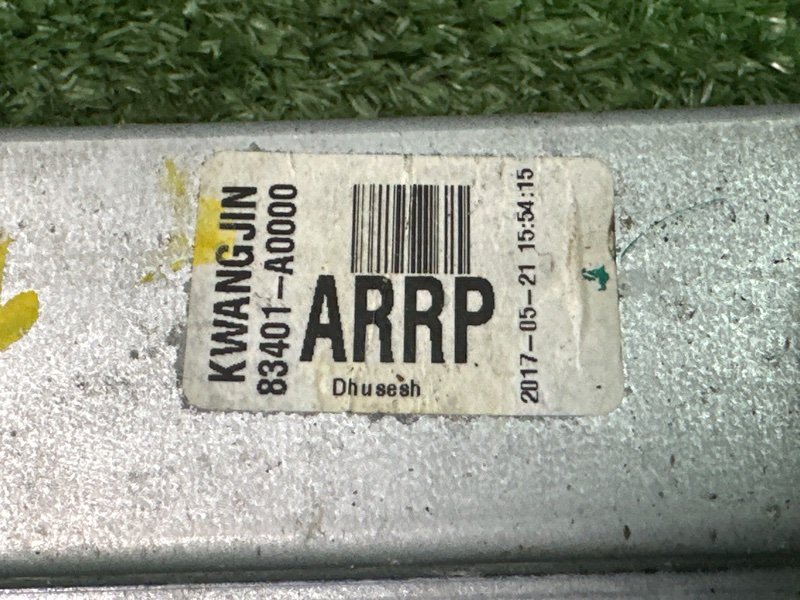 KWANGJIN
83401-A0000
ARRP
Dhusesh
2017-05-21 15:54:15